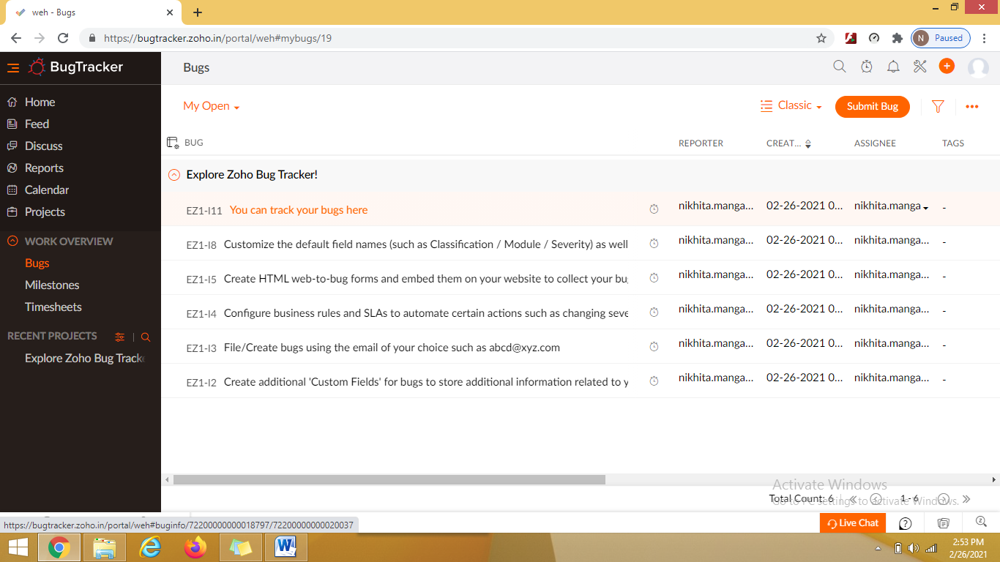 weh - Bugs
https://bugtracker.zoho.in/portal/weh#mybugs/19
N Paused
BugTracker
Bugs
Home
Feed
Discuss
Reports
Calendar
Projects
WORK OVERVIEW
Bugs
Milestones
Timesheets
RECENT PROJECTS
Explore Zoho Bug Tracke
My Open
Classic
Submit Bug
BUG REPORTER CREAT... ASSIGNEE TAGS
Explore Zoho Bug Tracker!
EZ1-I11 You can track your bugs here nikhita.manga... 02-26-2021 0... nikhita.manga -
EZ1-I8 Customize the default field names (such as Classification / Module / Severity) as well nikhita.manga... 02-26-2021 0... nikhita.manga... -
EZ1-I5 Create HTML web-to-bug forms and embed them on your website to collect your bug nikhita.manga... 02-26-2021 0... nikhita.manga... -
EZ1-I4 Configure business rules and SLAs to automate certain actions such as changing seve nikhita.manga... 02-26-2021 0... nikhita.manga... -
EZ1-I3 File/Create bugs using the email of your choice such as abcd@xyz.com nikhita.manga... 02-26-2021 0... nikhita.manga... -
EZ1-I2 Create additional 'Custom Fields' for bugs to store additional information related to y nikhita.manga... 02-26-2021 0... nikhita.manga... -
Activate Windows
Go to PC settings to activate Windows.
Total Count: 6 1 - 6
https://bugtracker.zoho.in/portal/weh#buginfo/72200000000018797/72200000000020037
Live Chat
2:53 PM
2/26/2021